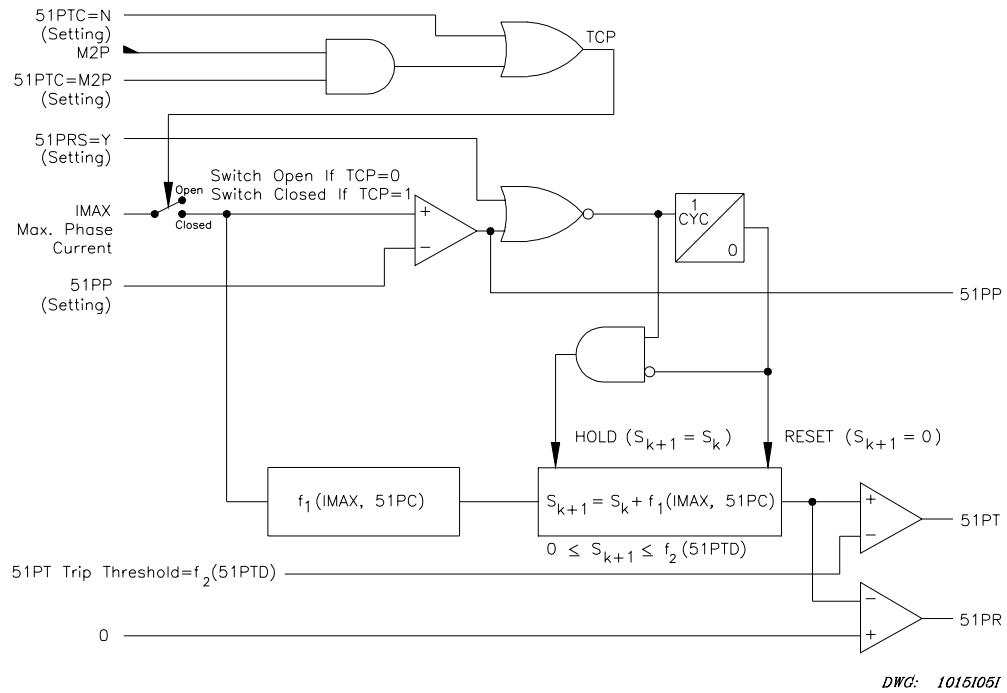 51PTC=N
(Setting)
M2P
51PTC=M2P
(Setting)
TCP
51PRS=Y
(Setting)
Open
Switch Open If TCP=0
Switch Closed If TCP=1
IMAX
Max. Phase
Current
Closed
+
−
1
CYC
0
51PP
(Setting)
51PP
HOLD (S_{k+1} = S_k)
RESET (S_{k+1} = 0)
f_1(IMAX, 51PC)
S_{k+1} = S_k + f_1(IMAX, 51PC)
0 ≤ S_{k+1} ≤ f_2(51PTD)
+
−
51PT
51PT Trip Threshold=f_2(51PTD)
−
+
51PR
0
DWG: 1015I05I